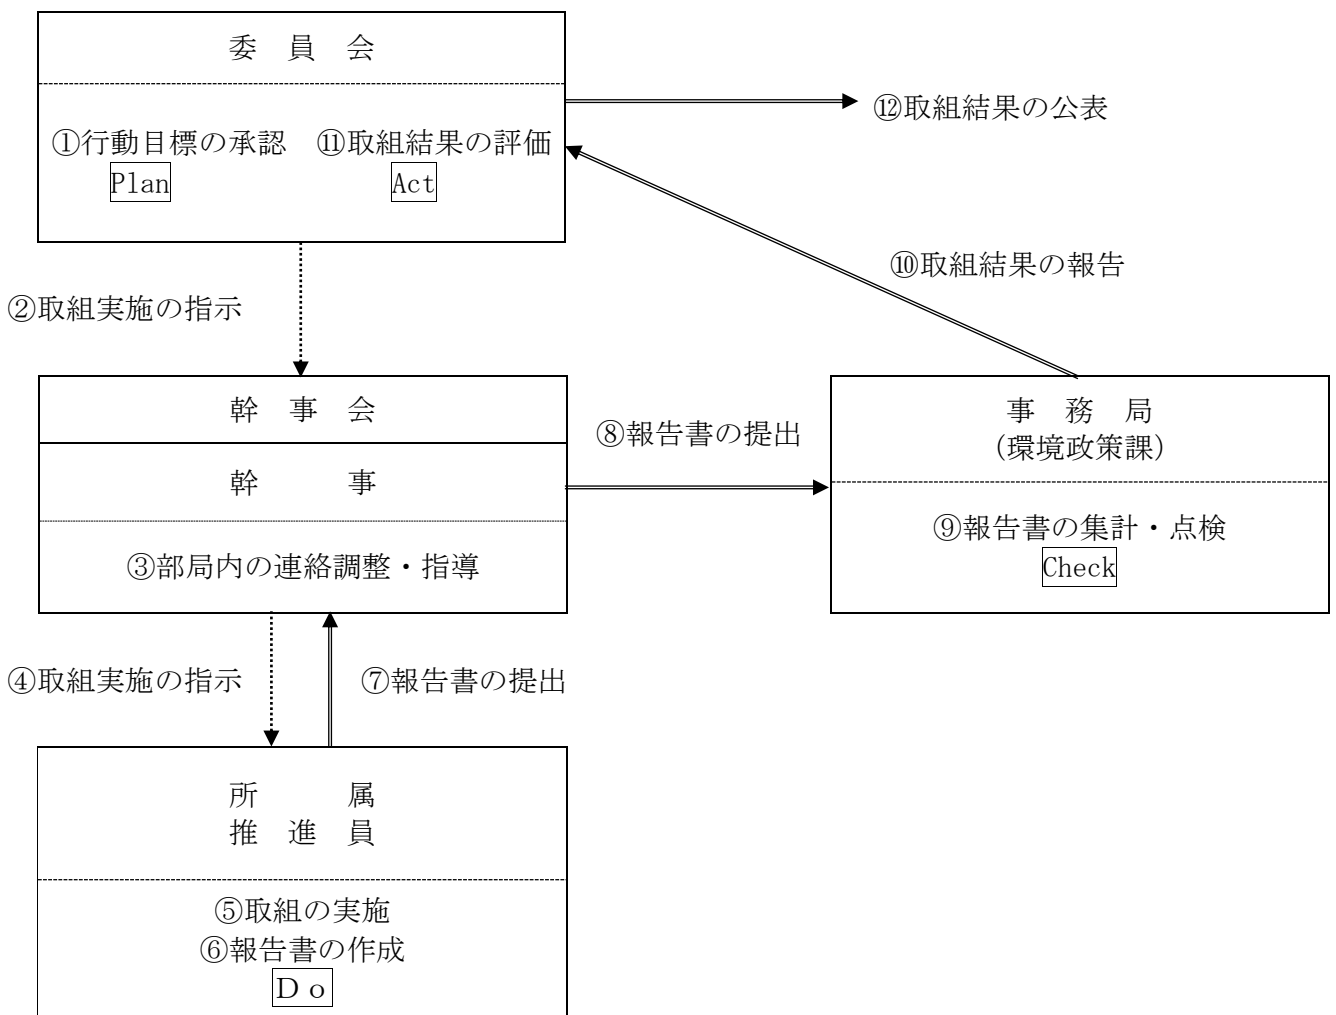 委　員　会
⑫取組結果の公表
①行動目標の承認　⑪取組結果の評価
Plan　Act
⑩取組結果の報告
②取組実施の指示
幹　事　会
幹　　　事
③部局内の連絡調整・指導
⑧報告書の提出
事　務　局
（環境政策課）
⑨報告書の集計・点検
Check
④取組実施の指示
⑦報告書の提出
所　　　属
推　進　員
⑤取組の実施
⑥報告書の作成
Ｄｏ